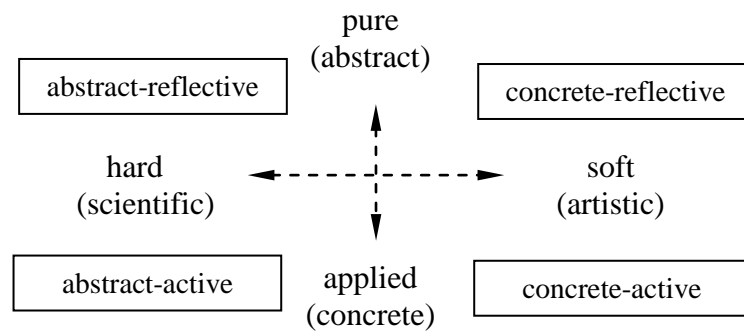 pure
(abstract)
abstract-reflective
concrete-reflective
hard
(scientific)
soft
(artistic)
abstract-active
applied
(concrete)
concrete-active